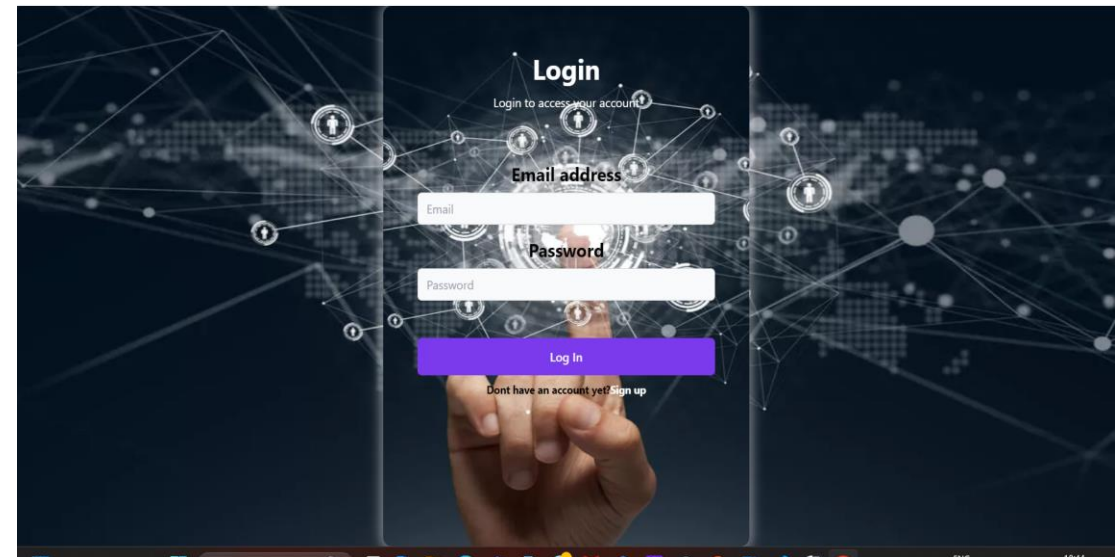 Login
Login to access your account
Email address
Email
Password
Password
Log In
Dont have an account yet?Sign up